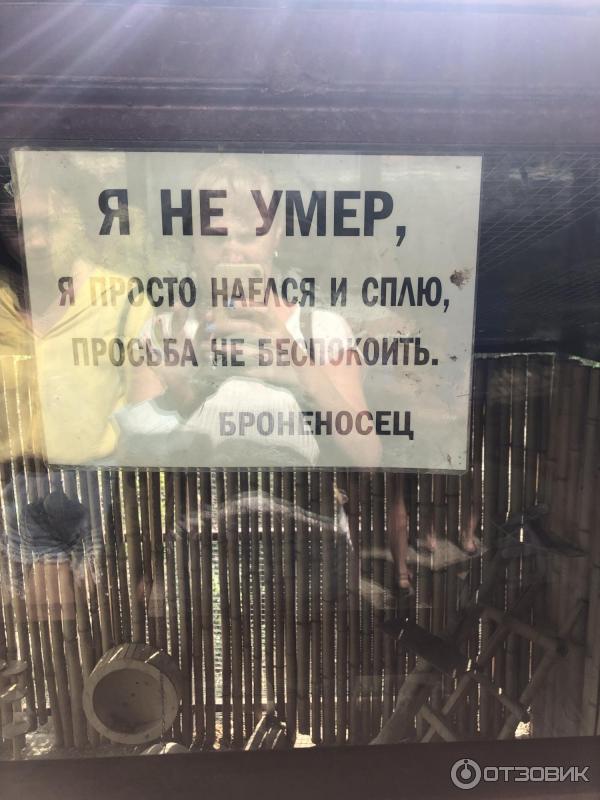 Я НЕ УМЕР,
Я ПРОСТО НАЕЛСЯ И СПЛЮ,
ПРОСЬБА НЕ БЕСПОКОИТЬ.
БРОНЕНОСЕЦ
ОТЗОВИК